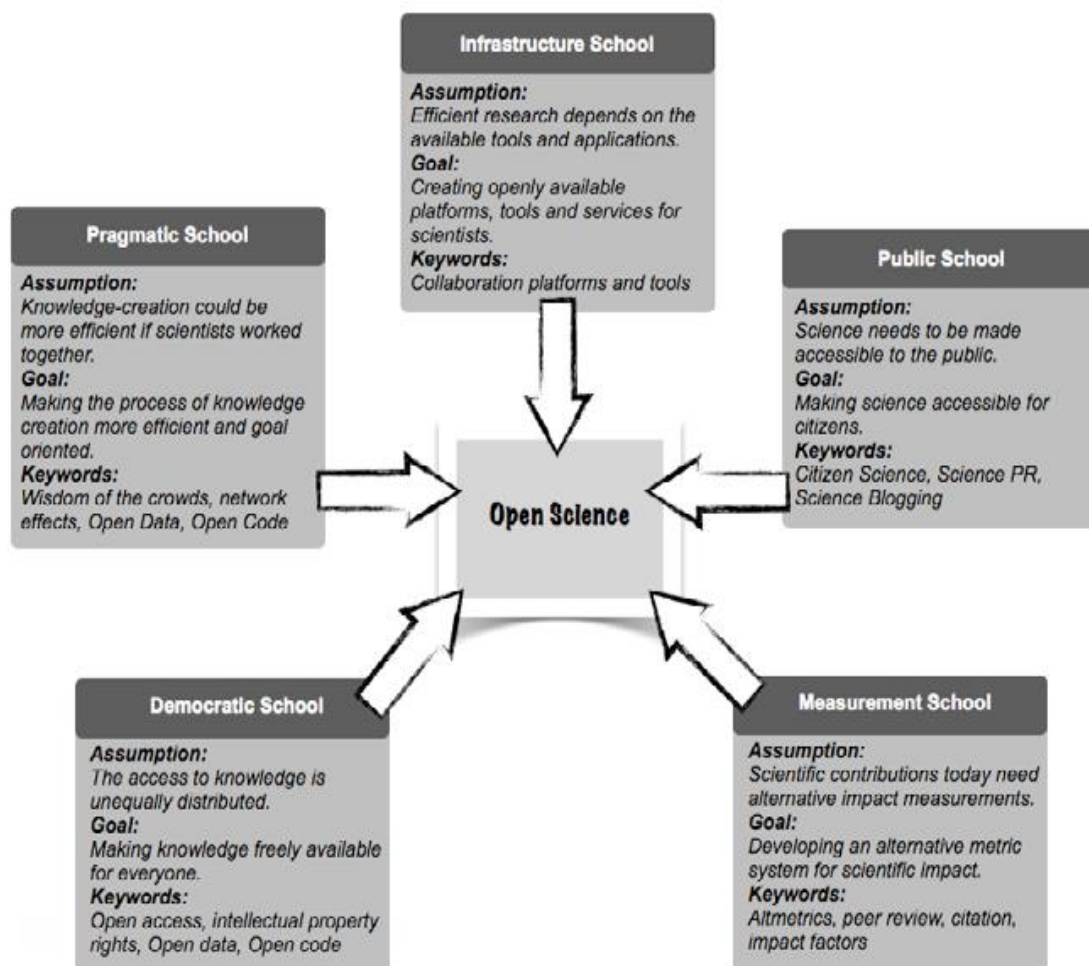 Infrastructure School
Assumption:
Efficient research depends on the
available tools and applications.
Goal:
Creating openly available
platforms, tools and services for
scientists.
Keywords:
Collaboration platforms and tools
Pragmatic School
Assumption:
Knowledge-creation could be
more efficient if scientists worked
together.
Goal:
Making the process of knowledge
creation more efficient and goal
oriented.
Keywords:
Wisdom of the crowds, network
effects, Open Data, Open Code
Public School
Assumption:
Science needs to be made
accessible to the public.
Goal:
Making science accessible for
citizens.
Keywords:
Citizen Science, Science PR,
Science Blogging
Open Science
Democratic School
Assumption:
The access to knowledge is
unequally distributed.
Goal:
Making knowledge freely available
for everyone.
Keywords:
Open access, intellectual property
rights, Open data, Open code
Measurement School
Assumption:
Scientific contributions today need
alternative impact measurements.
Goal:
Developing an alternative metric
system for scientific impact.
Keywords:
Altmetrics, peer review, citation,
impact factors